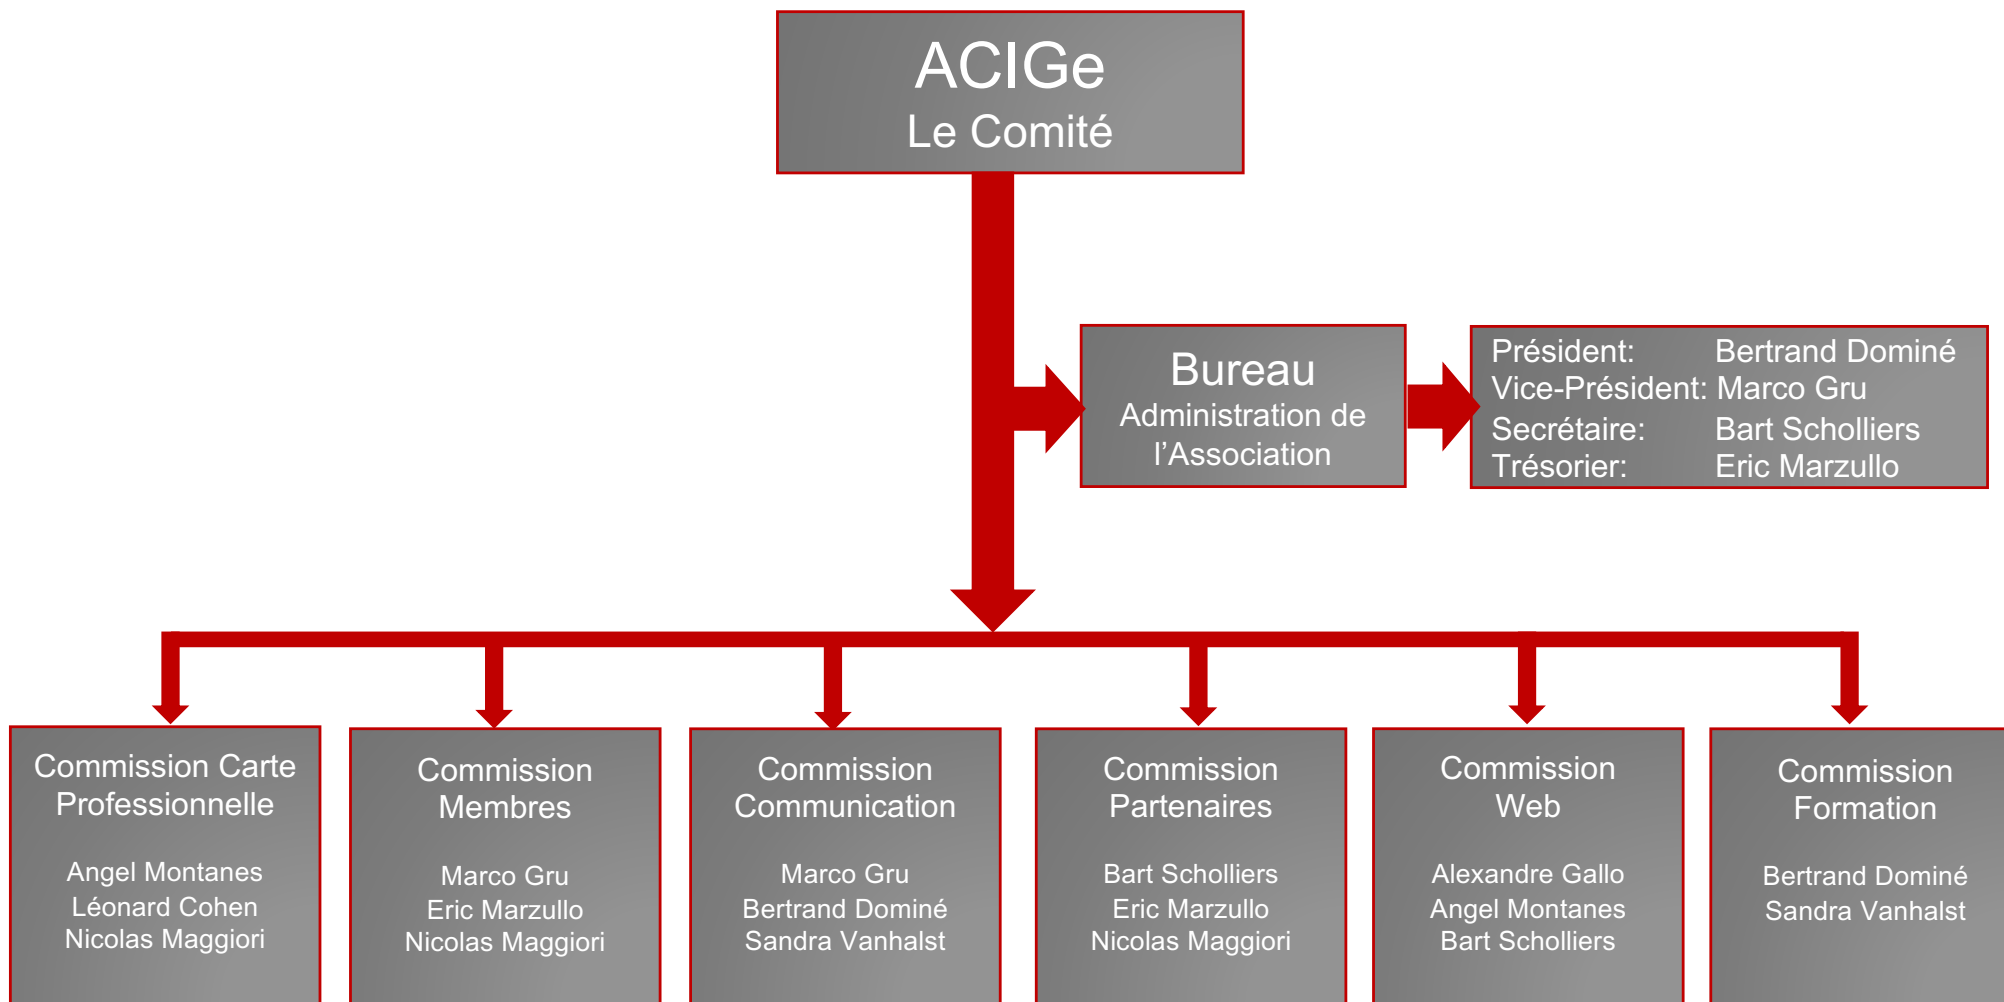 ACIGe
Le Comité
Bureau
Administration de
l’Association
Président: Bertrand Dominé
Vice-Président: Marco Gru
Secrétaire: Bart Scholliers
Trésorier: Eric Marzullo
Commission Carte
Professionnelle
Angel Montanes
Léonard Cohen
Nicolas Maggiori
Commission
Membres
Marco Gru
Eric Marzullo
Nicolas Maggiori
Commission
Communication
Marco Gru
Bertrand Dominé
Sandra Vanhalst
Commission
Partenaires
Bart Scholliers
Eric Marzullo
Nicolas Maggiori
Commission
Web
Alexandre Gallo
Angel Montanes
Bart Scholliers
Commission
Formation
Bertrand Dominé
Sandra Vanhalst